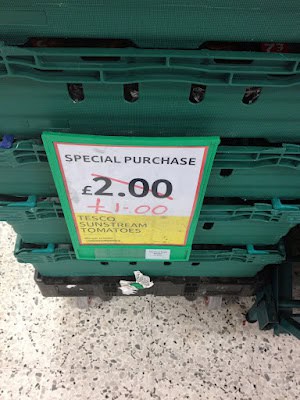 SPECIAL PURCHASE
£2.00
£1.00
TESCO
SUNSTREAM
TOMATOES